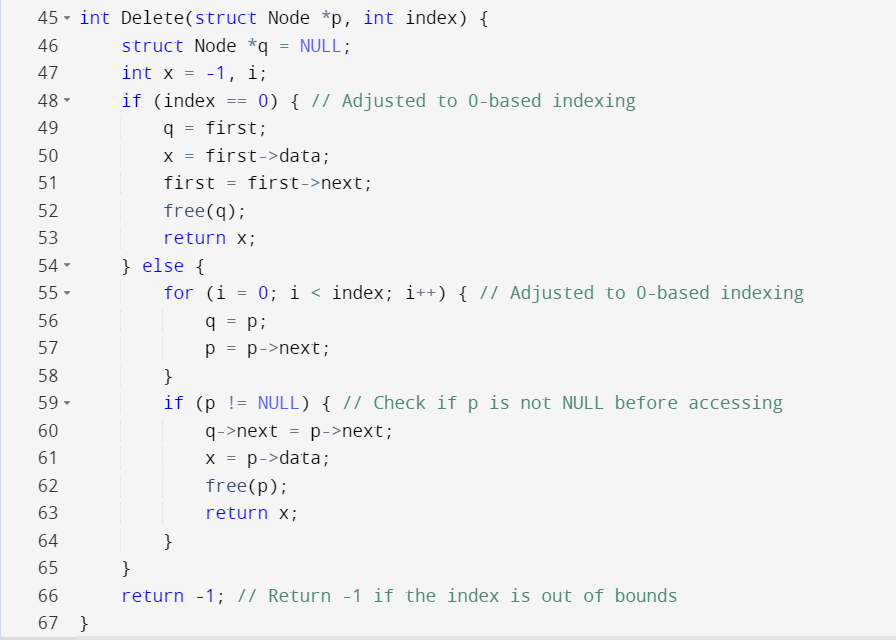 45 int Delete(struct Node *p, int index) {
46     struct Node *q = NULL;
47     int x = -1, i;
48     if (index == 0) { // Adjusted to 0-based indexing
49         q = first;
50         x = first->data;
51         first = first->next;
52         free(q);
53         return x;
54     } else {
55         for (i = 0; i < index; i++) { // Adjusted to 0-based indexing
56             q = p;
57             p = p->next;
58         }
59         if (p != NULL) { // Check if p is not NULL before accessing
60             q->next = p->next;
61             x = p->data;
62             free(p);
63             return x;
64         }
65     }
66     return -1; // Return -1 if the index is out of bounds
67 }